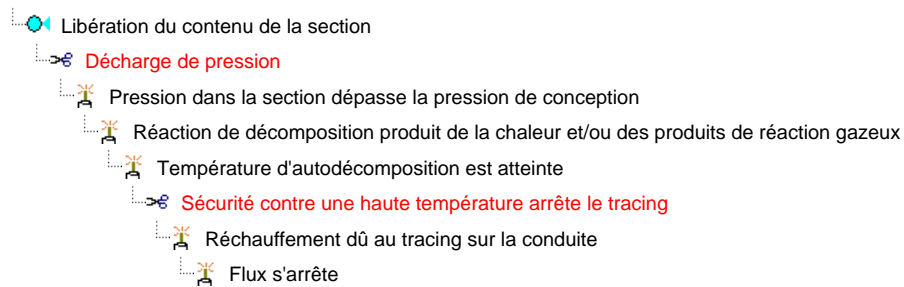 Libération du contenu de la section
Décharge de pression
Pression dans la section dépasse la pression de conception
Réaction de décomposition produit de la chaleur et/ou des produits de réaction gazeux
Température d'autodécomposition est atteinte
Sécurité contre une haute température arrête le tracing
Réchauffement dû au tracing sur la conduite
Flux s'arrête